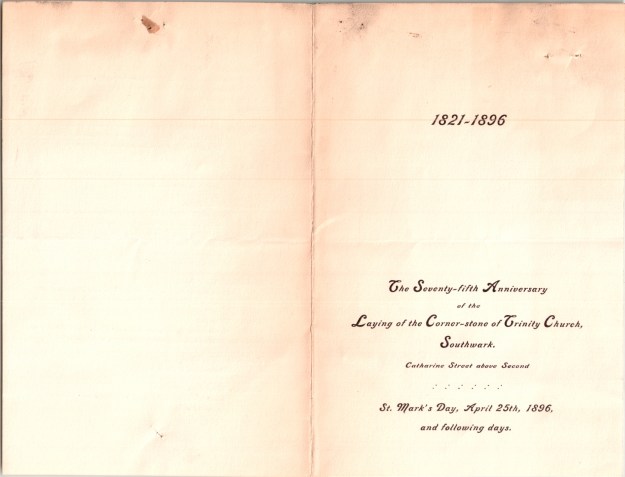 1821-1896
The Seventy-fifth Anniversary
of the
Laying of the Corner-stone of Trinity Church,
Southwark.
Catharine Street above Second
St. Mark's Day, April 25th, 1896,
and following days.